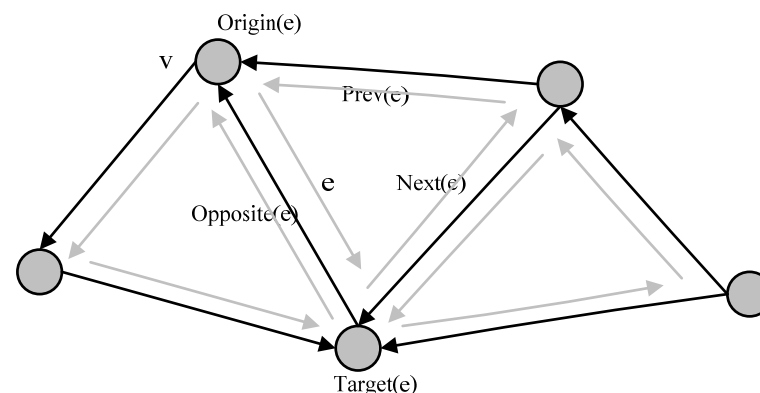 Origin(e)
v
Prev(e)
e
Next(e)
Opposite(e)
Target(e)